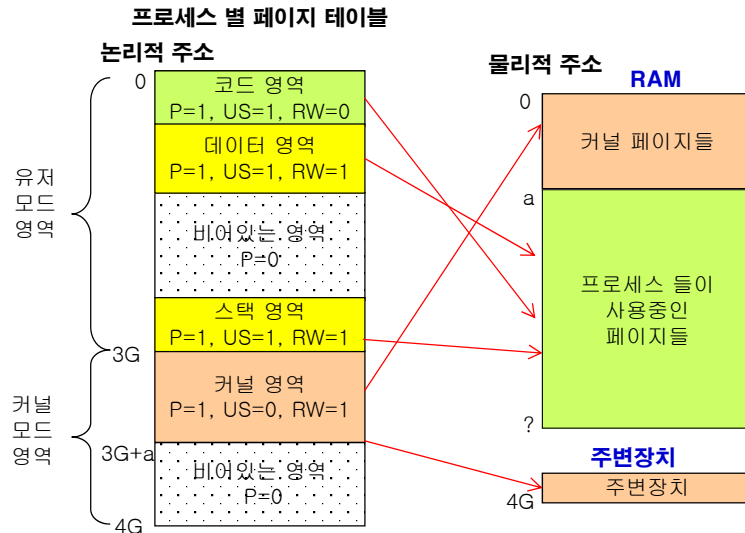 프로세스 별 페이지 테이블
논리적 주소
0
코드 영역
P=1, US=1, RW=0
데이터 영역
P=1, US=1, RW=1
비어있는 영역
P=0
스택 영역
P=1, US=1, RW=1
3G
커널 영역
P=1, US=0, RW=1
3G+a
비어있는 영역
P=0
4G
유저
모드
영역
커널
모드
영역
물리적 주소
RAM
0
커널 페이지들
a
프로세스 들이
사용중인
페이지들
?
주변장치
주변장치
4G